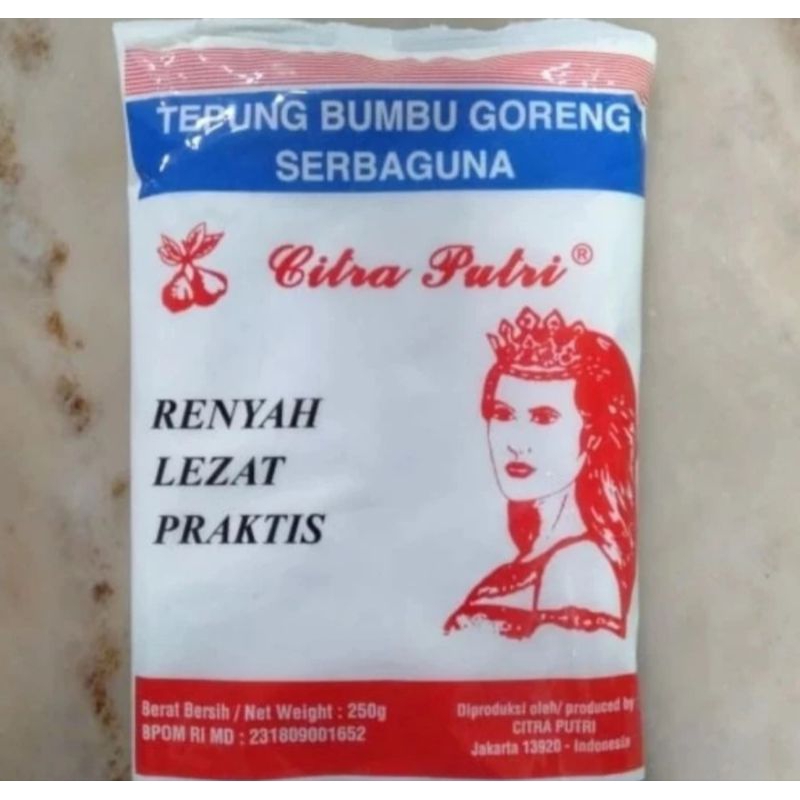 TEPUNG BUMBU GORENG
SERBAGUNA
Citra Putri®
RENYAH
LEZAT
PRAKTIS
Berat Bersih / Net Weight : 250g
BPOM RI MD : 231809001652
Diproduksi oleh/ produced by
CITRA PUTRI
Jakarta 13920 - Indonesia